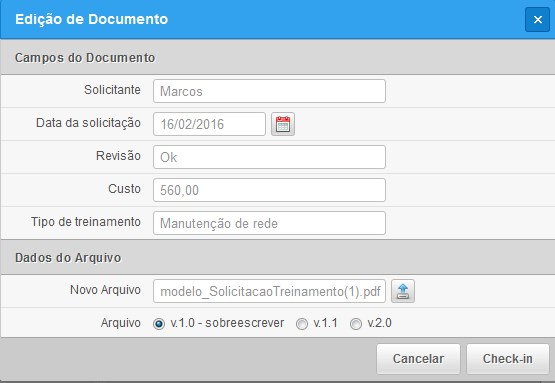 Edição de Documento
Campos do Documento
Solicitante Marcos
Data da solicitação 16/02/2016
Revisão Ok
Custo 560,00
Tipo de treinamento Manutenção de rede
Dados do Arquivo
Novo Arquivo modelo_SolicitacaoTreinamento(1).pdf
Arquivo v.1.0 - sobreescrever v.1.1 v.2.0
Cancelar Check-in